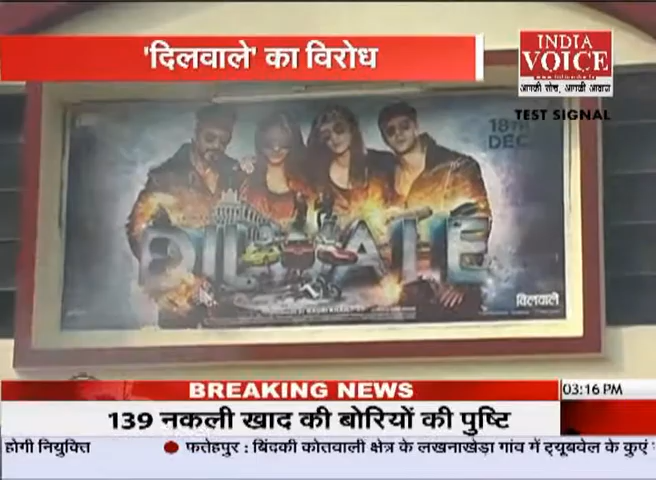 'दिलवाले' का विरोध
INDIA
VOICE
आपकी सोच, आपकी आवाज़
TEST SIGNAL
18TH
DEC
DILWALE
दिलवाले
BREAKING NEWS
03:16 PM
139 नकली खाद की बोरियों की पुष्टि
होगी नियुक्ति
फतेहपुर : बिंदकी कोतवाली क्षेत्र के लखनाखेड़ा गांव में ट्यूबवेल के कुएं